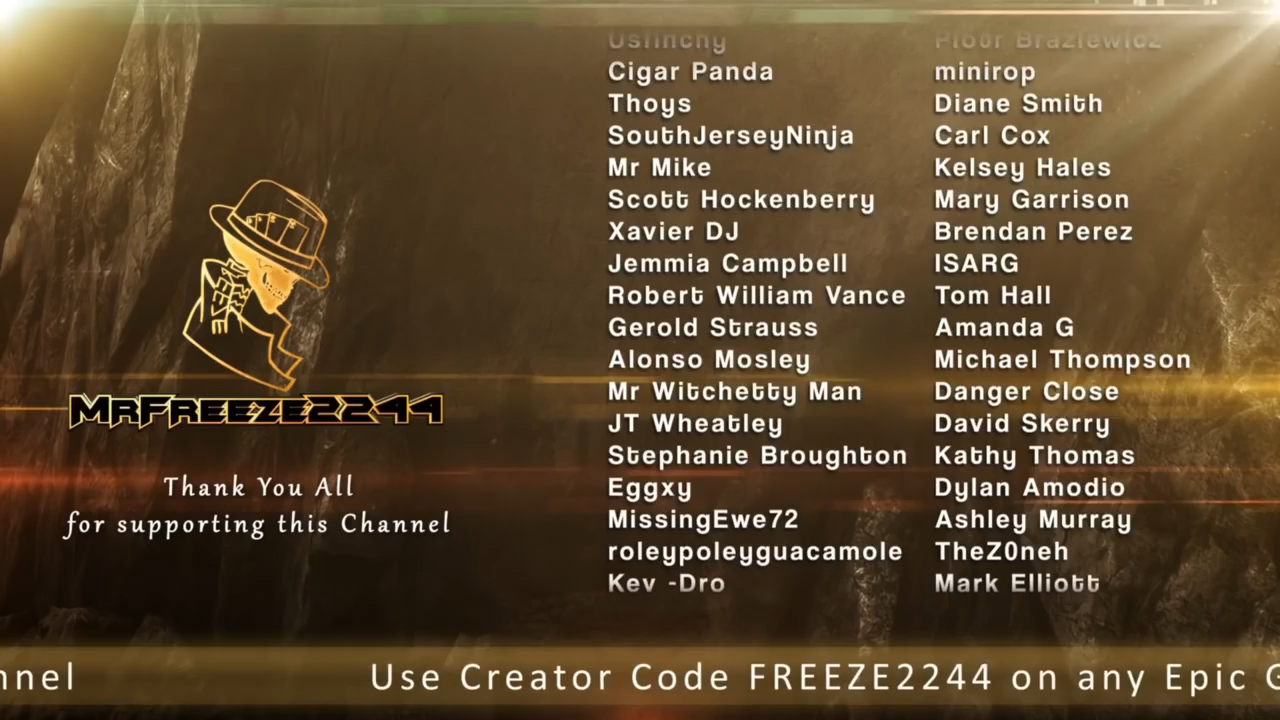 Usfinchy
Cigar Panda
Thoys
SouthJerseyNinja
Mr Mike
Scott Hockenberry
Xavier DJ
Jemmia Campbell
Robert William Vance
Gerold Strauss
Alonso Mosley
Mr Witchetty Man
JT Wheatley
Stephanie Broughton
Eggxy
MissingEwe72
roleypoleyguacamole
Kev -Dro
Piotr Braziewicz
minirop
Diane Smith
Carl Cox
Kelsey Hales
Mary Garrison
Brendan Perez
ISARG
Tom Hall
Amanda G
Michael Thompson
Danger Close
David Skerry
Kathy Thomas
Dylan Amodio
Ashley Murray
TheZ0neh
Mark Elliott
MrFreeze2244
Thank You All
for supporting this Channel
nnel Use Creator Code FREEZE2244 on any Epic G